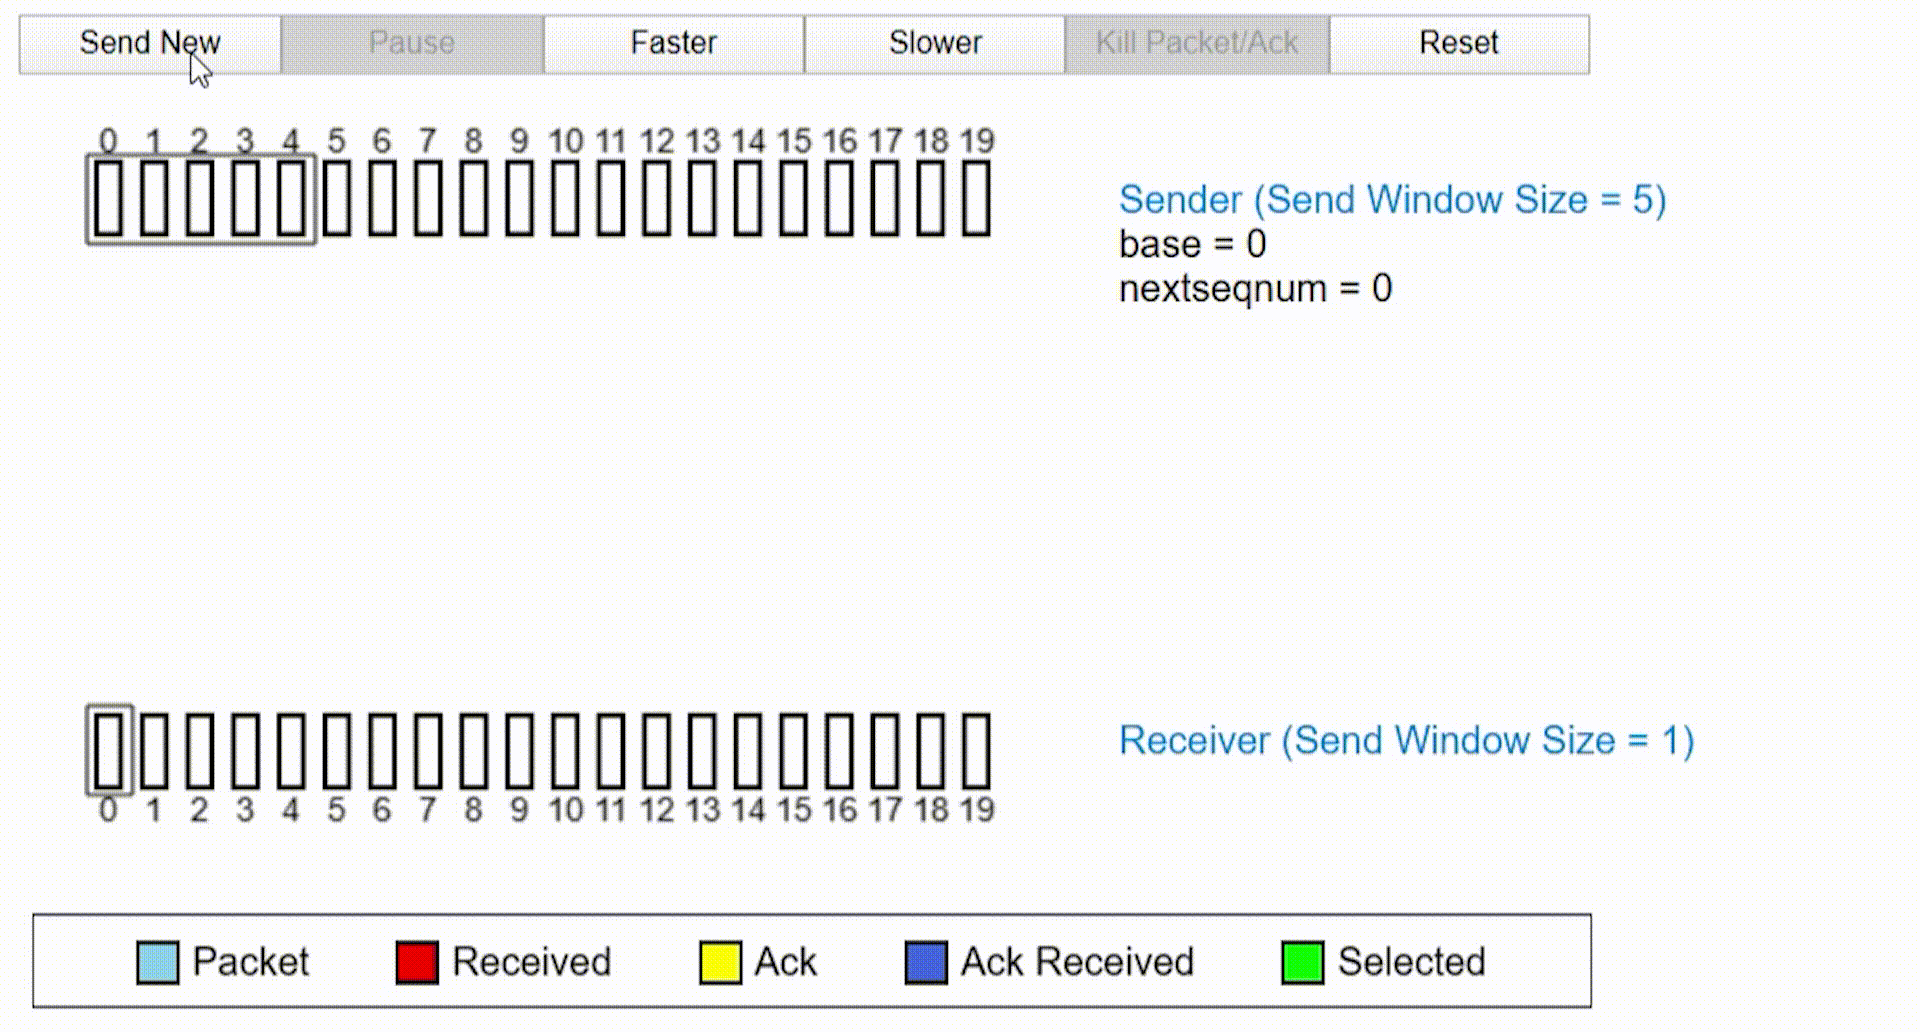 Send New Pause Faster Slower Kill Packet/Ack Reset
0 1 2 3 4 5 6 7 8 9 10 11 12 13 14 15 16 17 18 19
Sender (Send Window Size = 5)
base = 0
nextseqnum = 0
Receiver (Send Window Size = 1)
0 1 2 3 4 5 6 7 8 9 10 11 12 13 14 15 16 17 18 19
Packet Received Ack Ack Received Selected